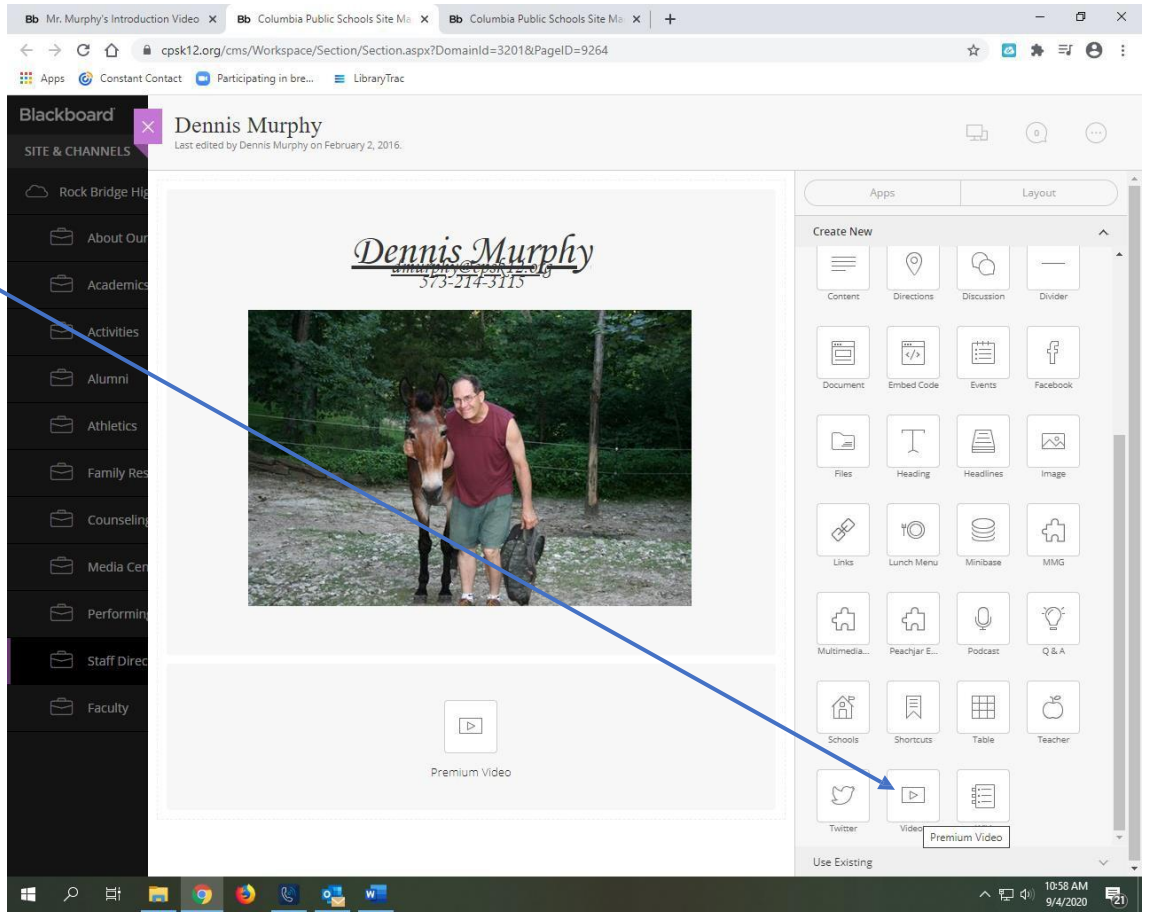 Bb Mr. Murphy's Introduction Video
Bb Columbia Public Schools Site Ma
Bb Columbia Public Schools Site Ma
cpsk12.org/cms/Workspace/Section/Section.aspx?DomainId=3201&PageID=9264
Apps Constant Contact Participating in bre... LibraryTrac
Blackboard
SITE & CHANNELS
Rock Bridge Hig
About Our
Academics
Activities
Alumni
Athletics
Family Res
Counseling
Media Cen
Performing
Staff Direc
Faculty
Dennis Murphy
Last edited by Dennis Murphy on February 2, 2016.
0
Dennis Murphy
dmurphy@cpsk12.org
573-214-3115
Premium Video
Apps Layout
Create New
Content Directions Discussion Divider
Document Embed Code Events Facebook
Files Heading Headlines Image
Links Lunch Menu Minibase MMG
Multimedia... Peachjar E... Podcast Q & A
Schools Shortcuts Table Teacher
Twitter Video
Premium Video
Use Existing
10:58 AM
9/4/2020
21